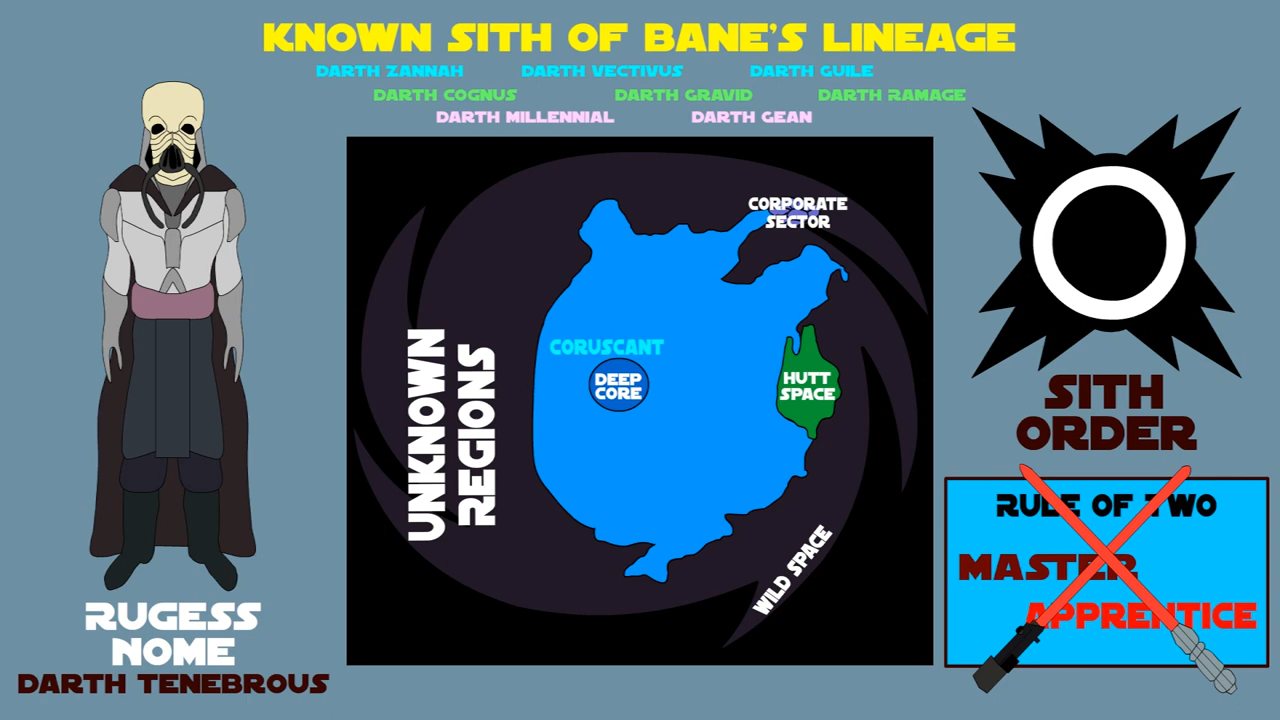 KNOWN SITH OF BANE'S LINEAGE
DARTH ZANNAH DARTH VECTIVUS DARTH GUILE
DARTH COGNUS DARTH GRAVID DARTH RAMAGE
DARTH MILLENNIAL DARTH GEAN
CORPORATE
SECTOR
UNKNOWN
REGIONS
CORUSCANT
DEEP
CORE
HUTT
SPACE
WILD SPACE
SITH
ORDER
RULE OF TWO
MASTER
APPRENTICE
RUGESS
NOME
DARTH TENEBROUS